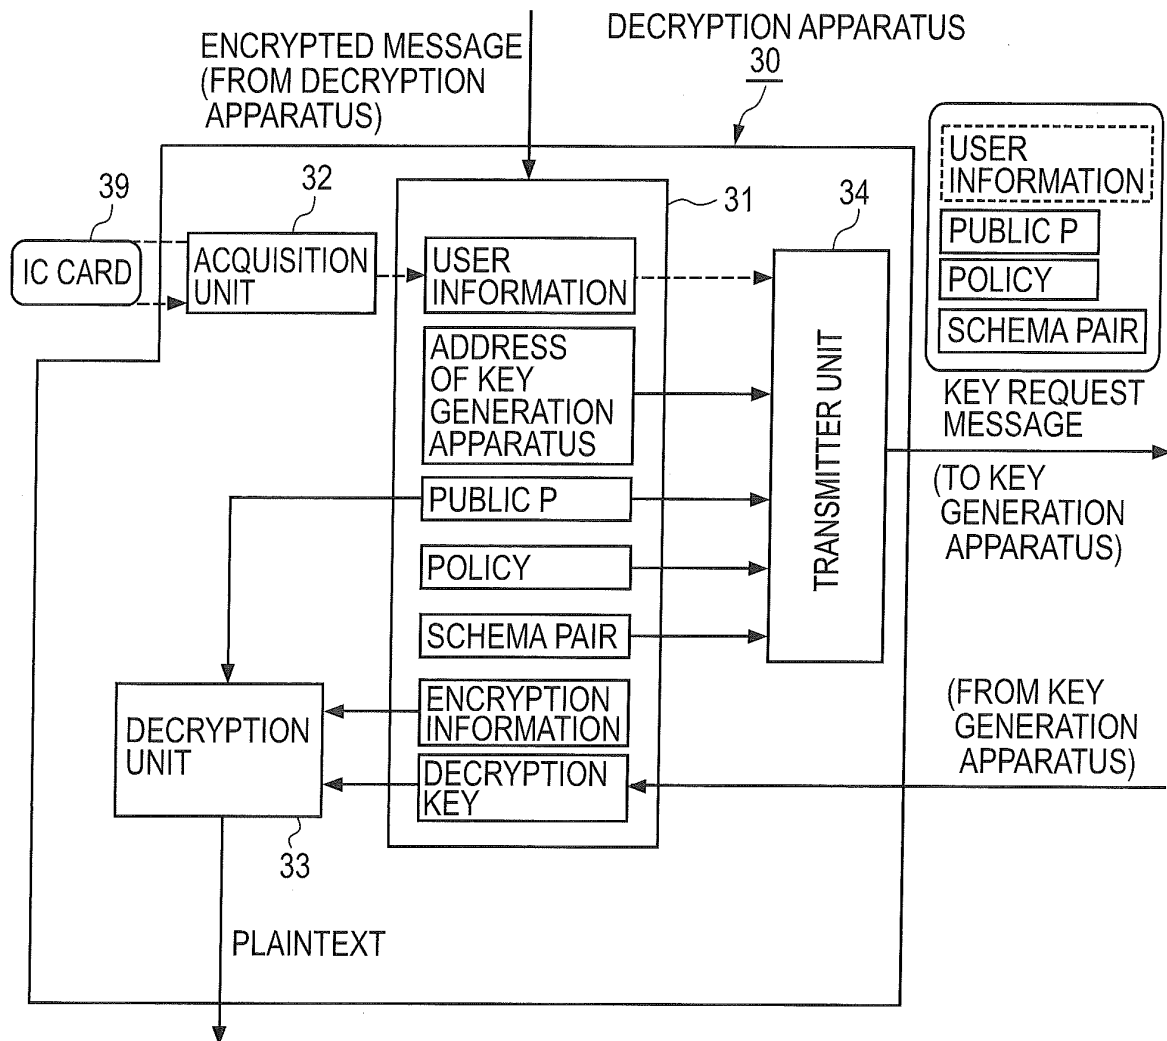 DECRYPTION APPARATUS
30
ENCRYPTED MESSAGE
(FROM DECRYPTION
APPARATUS)
39
IC CARD
32
ACQUISITION
UNIT
31
USER
INFORMATION
ADDRESS
OF KEY
GENERATION
APPARATUS
PUBLIC P
POLICY
SCHEMA PAIR
ENCRYPTION
INFORMATION
DECRYPTION
KEY
34
TRANSMITTER UNIT
USER
INFORMATION
PUBLIC P
POLICY
SCHEMA PAIR
KEY REQUEST
MESSAGE
(TO KEY
GENERATION
APPARATUS)
(FROM KEY
GENERATION
APPARATUS)
DECRYPTION
UNIT
33
PLAINTEXT